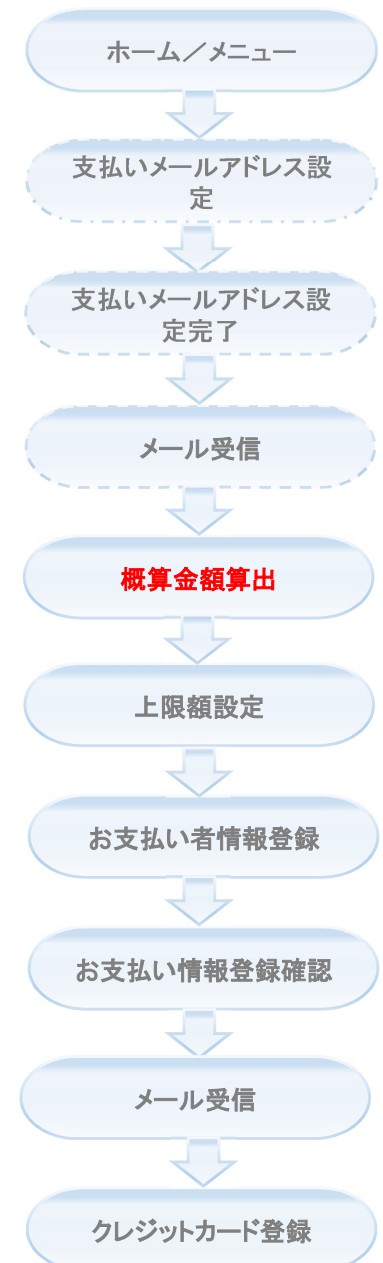 ホーム／メニュー
支払いメールアドレス設
定
支払いメールアドレス設
定完了
メール受信
概算金額算出
上限額設定
お支払い者情報登録
お支払い情報登録確認
メール受信
クレジットカード登録